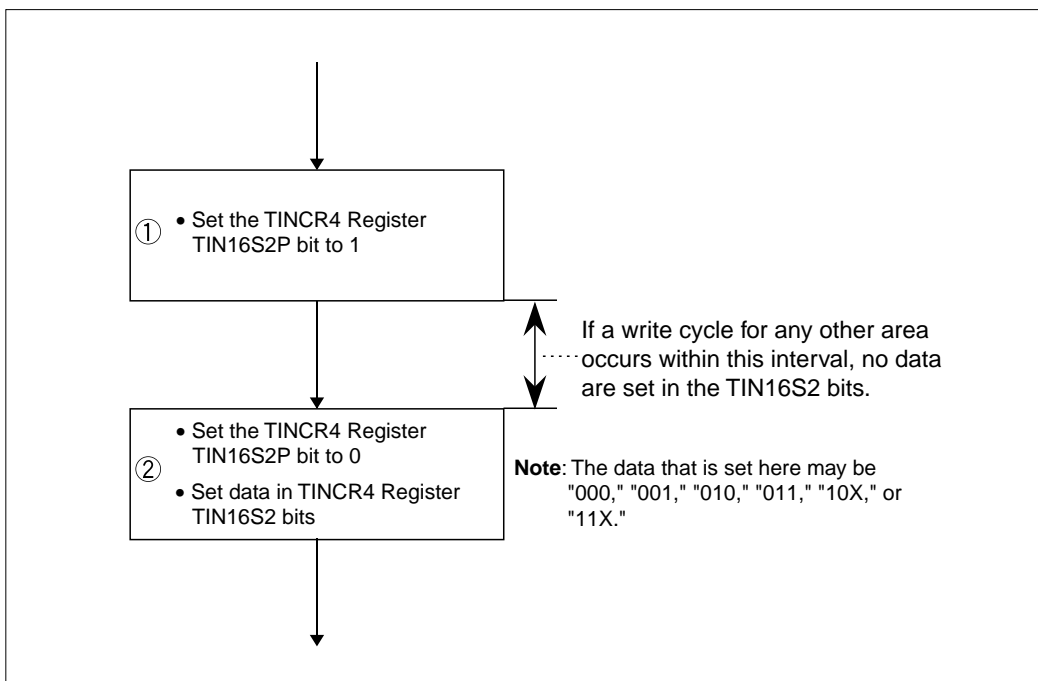 ① • Set the TINCR4 Register
TIN16S2P bit to 1
If a write cycle for any other area
occurs within this interval, no data
are set in the TIN16S2 bits.
② • Set the TINCR4 Register
TIN16S2P bit to 0
• Set data in TINCR4 Register
TIN16S2 bits
Note: The data that is set here may be
"000," "001," "010," "011," "10X," or
"11X."